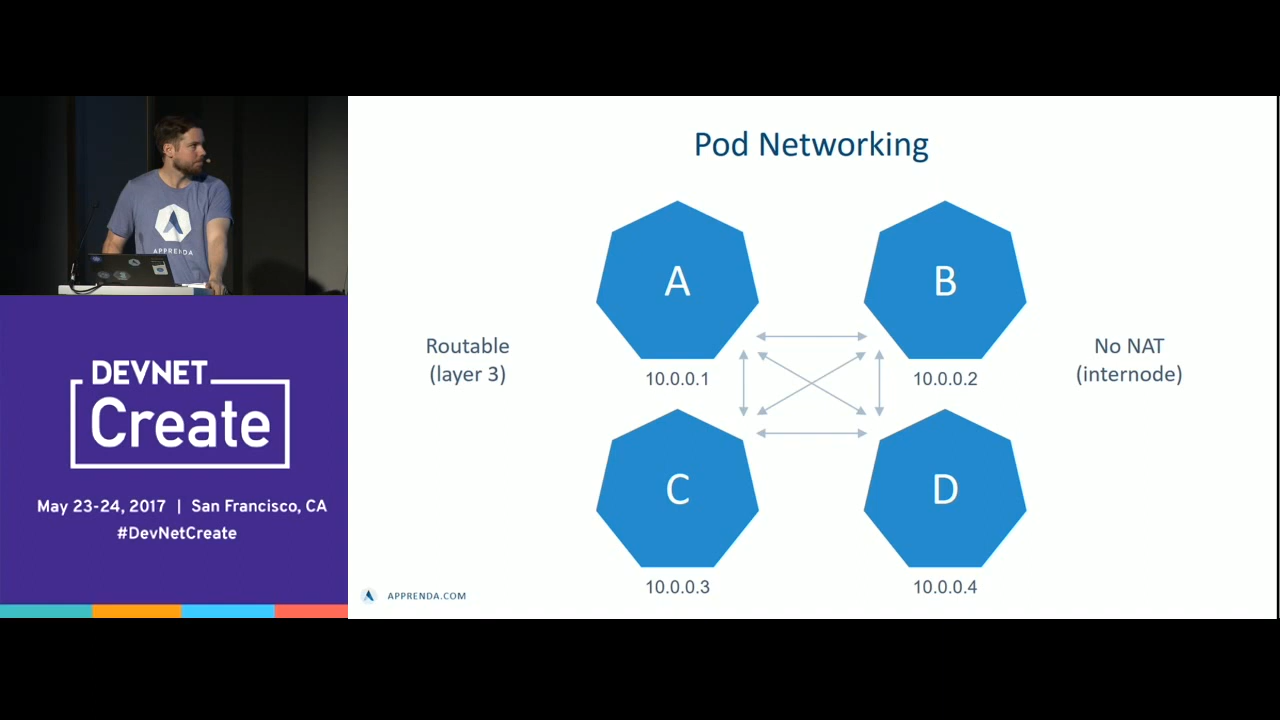 Pod Networking
A
B
Routable
(layer 3)
No NAT
(internode)
10.0.0.1
10.0.0.2
C
D
10.0.0.3
10.0.0.4
APPRENDA.COM
APPRENDA
DEVNET
Create
May 23-24, 2017 | San Francisco, CA
#DevNetCreate